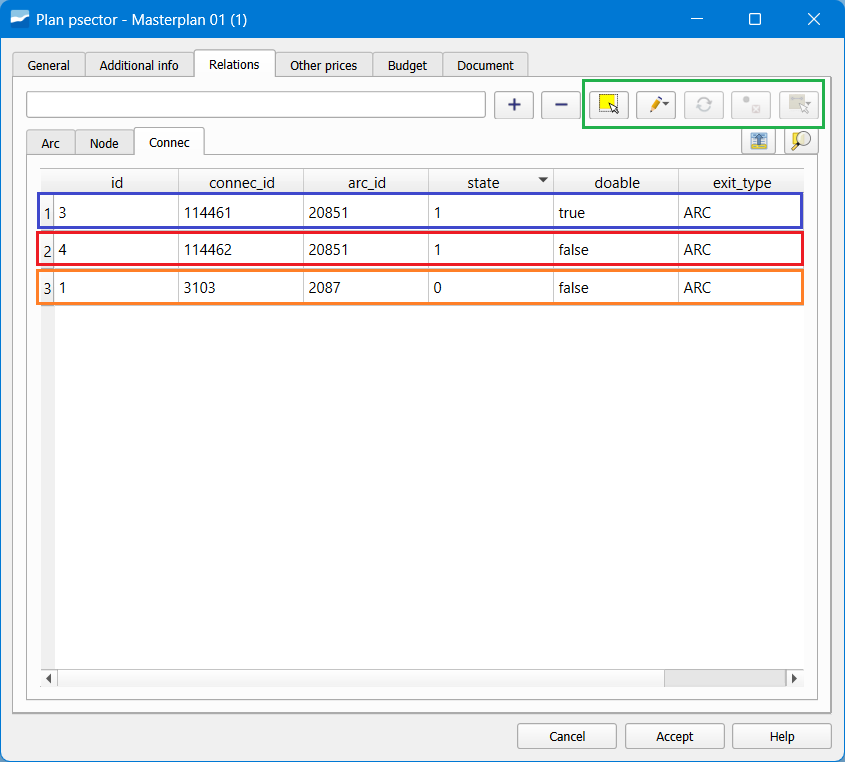 Plan psector - Masterplan 01 (1)
General Additional info Relations Other prices Budget Document
Arc Node Connec
id connec_id arc_id state doable exit_type
1 3 114461 20851 1 true ARC
2 4 114462 20851 1 false ARC
3 1 3103 2087 0 false ARC
Cancel Accept Help